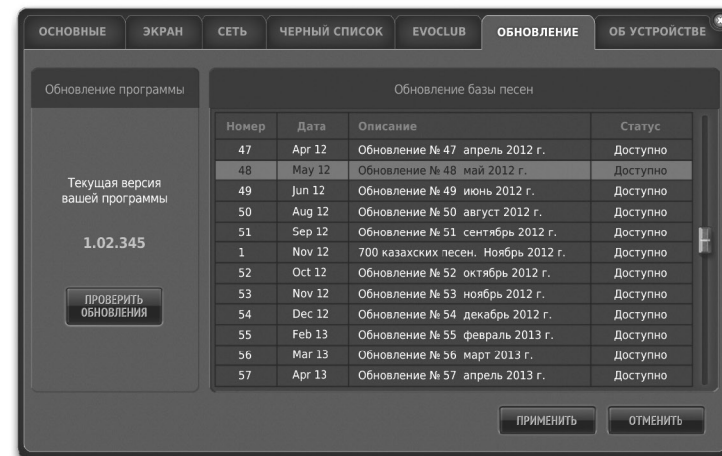 ОСНОВНЫЕ ЭКРАН СЕТЬ ЧЕРНЫЙ СПИСОК EVOCLUB ОБНОВЛЕНИЕ ОБ УСТРОЙСТВЕ
Обновление программы
Текущая версия
вашей программы
1.02.345
ПРОВЕРИТЬ
ОБНОВЛЕНИЯ
Обновление базы песен
Номер Дата Описание Статус
47 Apr 12 Обновление № 47 апрель 2012 г. Доступно
48 May 12 Обновление № 48 май 2012 г. Доступно
49 Jun 12 Обновление № 49 июнь 2012 г. Доступно
50 Aug 12 Обновление № 50 август 2012 г. Доступно
51 Sep 12 Обновление № 51 сентябрь 2012 г. Доступно
1 Nov 12 700 казахских песен. Ноябрь 2012 г. Доступно
52 Oct 12 Обновление № 52 октябрь 2012 г. Доступно
53 Nov 12 Обновление № 53 ноябрь 2012 г. Доступно
54 Dec 12 Обновление № 54 декабрь 2012 г. Доступно
55 Feb 13 Обновление № 55 февраль 2013 г. Доступно
56 Mar 13 Обновление № 56 март 2013 г. Доступно
57 Apr 13 Обновление № 57 апрель 2013 г. Доступно
ПРИМЕНИТЬ ОТМЕНИТЬ